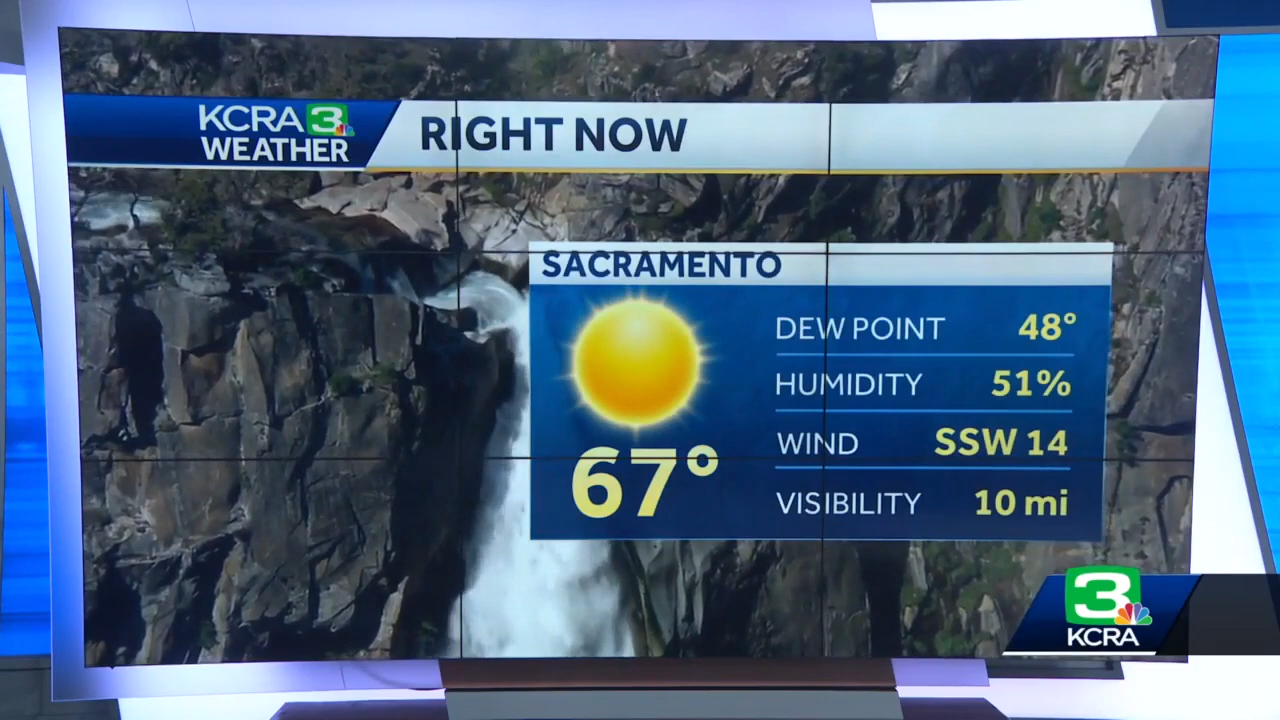 KCRA 3
WEATHER
RIGHT NOW
SACRAMENTO
67°
DEW POINT 48°
HUMIDITY 51%
WIND SSW 14
VISIBILITY 10 mi
3
KCRA